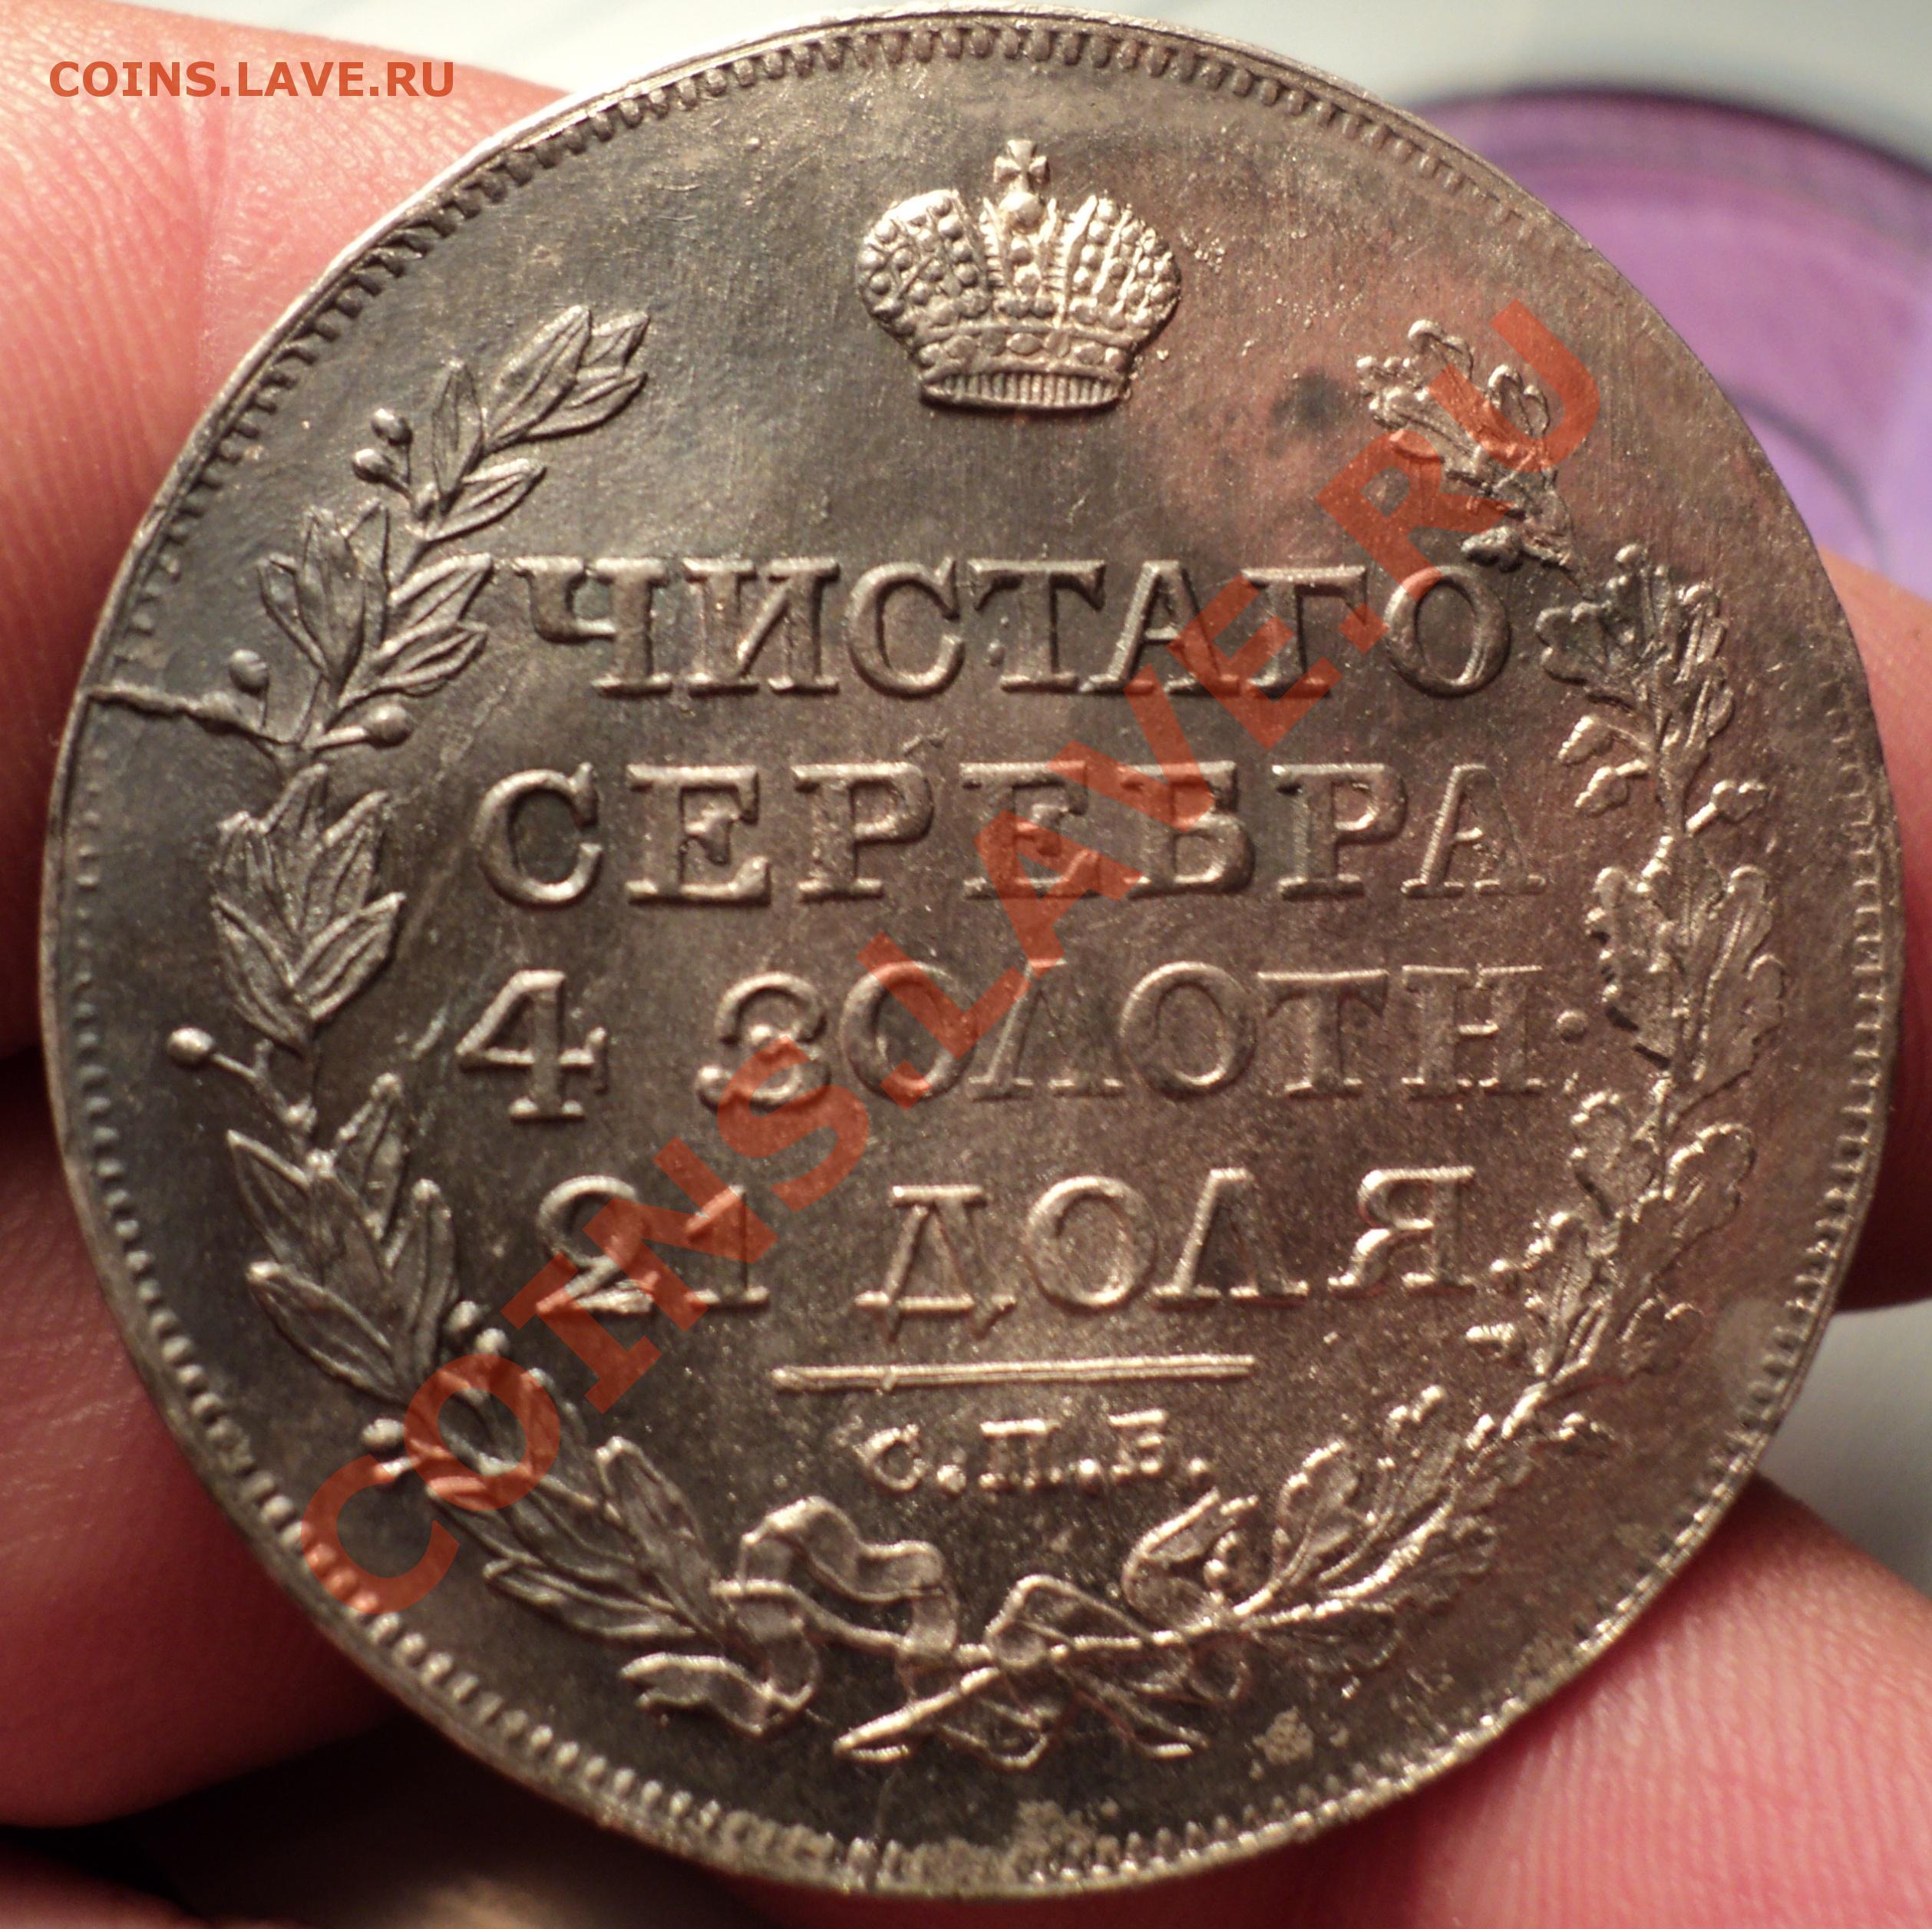 COINS.LAVE.RU
ЧИСТАГО
СЕРЕБРА
4 ЗОЛОТН·
21 ДОЛЯ.
С.П.Б.
COINS.LAVE.RU